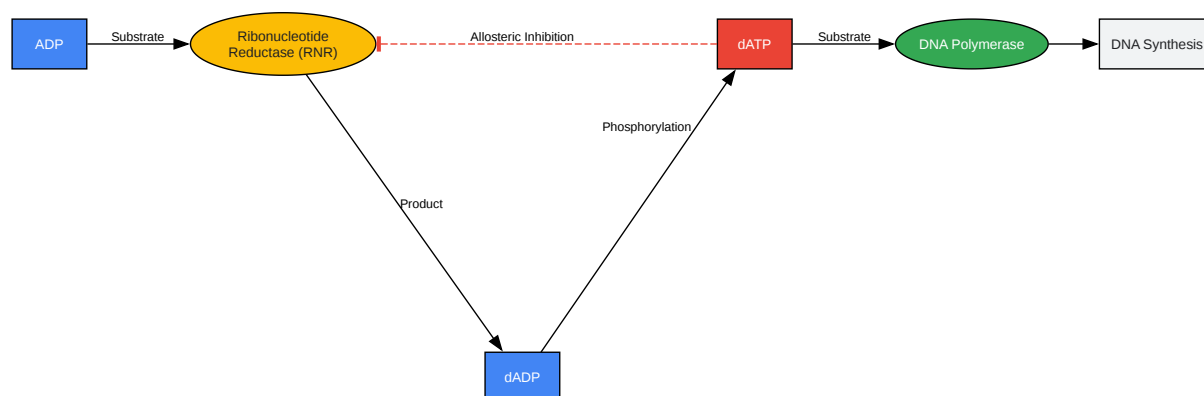 ADP
Substrate
Ribonucleotide
Reductase (RNR)
Allosteric Inhibition
dATP
Substrate
DNA Polymerase
DNA Synthesis
Phosphorylation
Product
dADP